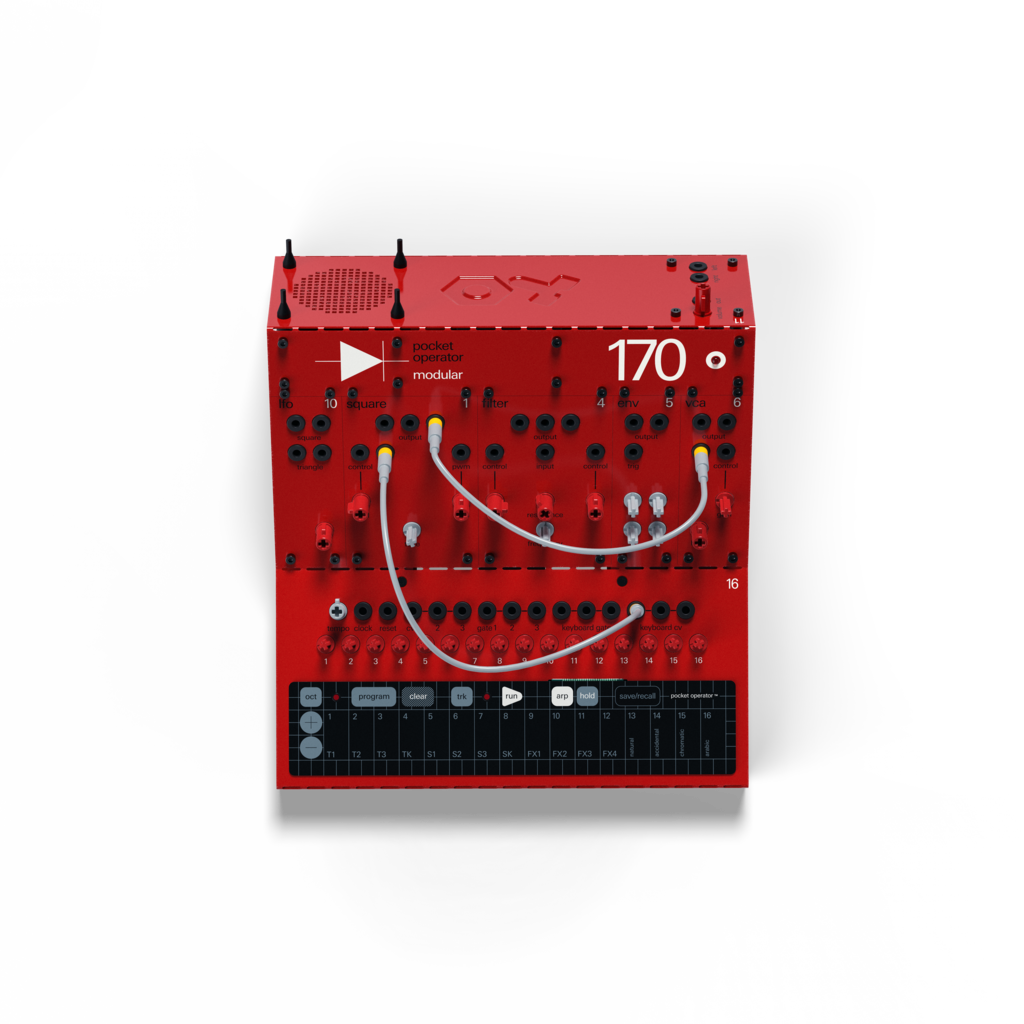 pocket
operator
modular
170
lfo 10 square 1 filter 4 env 5 vca 6
square output output output output
triangle control pwm control input control trig control
16
clock reset gate 1 keyboard cv
1 2 3 4 5 7 8 9 10 11 12 13 14 15 16
oct program clear trk run arp hold save/recall pocket operator™
1 2 3 4 5 6 7 8 9 10 11 12 13 14 15 16
+
−
T1 T2 T3 TK S1 S2 S3 SK FX1 FX2 FX3 FX4 natural accidental chromatic arabic